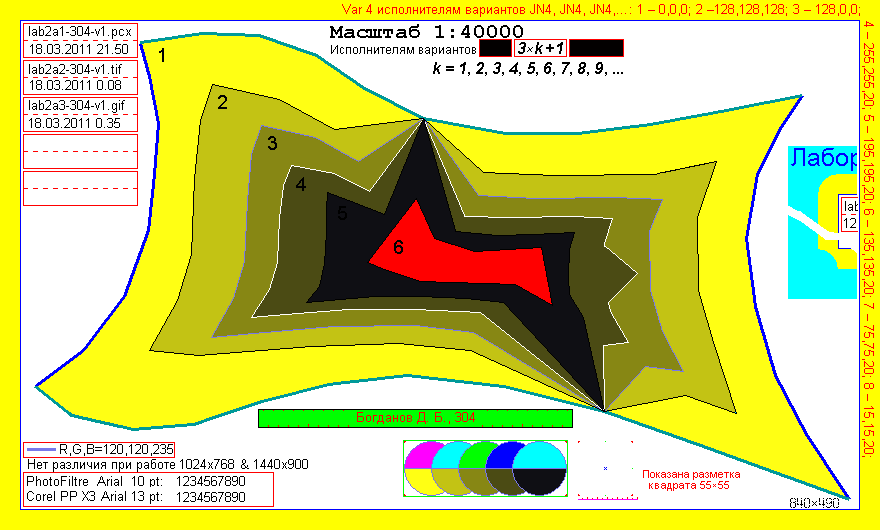 Var 4 исполнителям вариантов JN4, JN4, JN4,...: 1 – 0,0,0; 2 –128,128,128; 3 – 128,0,0;
4 – 255,255,20; 5 – 195,195,20; 6 – 135,135,20; 7 – 75,75,20; 8 – 15,15,20;
lab2a1-304-v1.pcx
18.03.2011 21.50
lab2a2-304-v1.tif
18.03.2011 0.08
lab2a3-304-v1.gif
18.03.2011 0.35
Масштаб 1:40000
Исполнителям вариантов 3×k+1
k = 1, 2, 3, 4, 5, 6, 7, 8, 9, ...
1
2
3
4
5
6
Лабор
lab
12
Богданов Д. Б., 304
R,G,B=120,120,235
Нет различия при работе 1024x768 & 1440x900
PhotoFiltre Arial 10 pt: 1234567890
Corel PP X3 Arial 13 pt: 1234567890
Показана разметка
квадрата 55×55
640×490